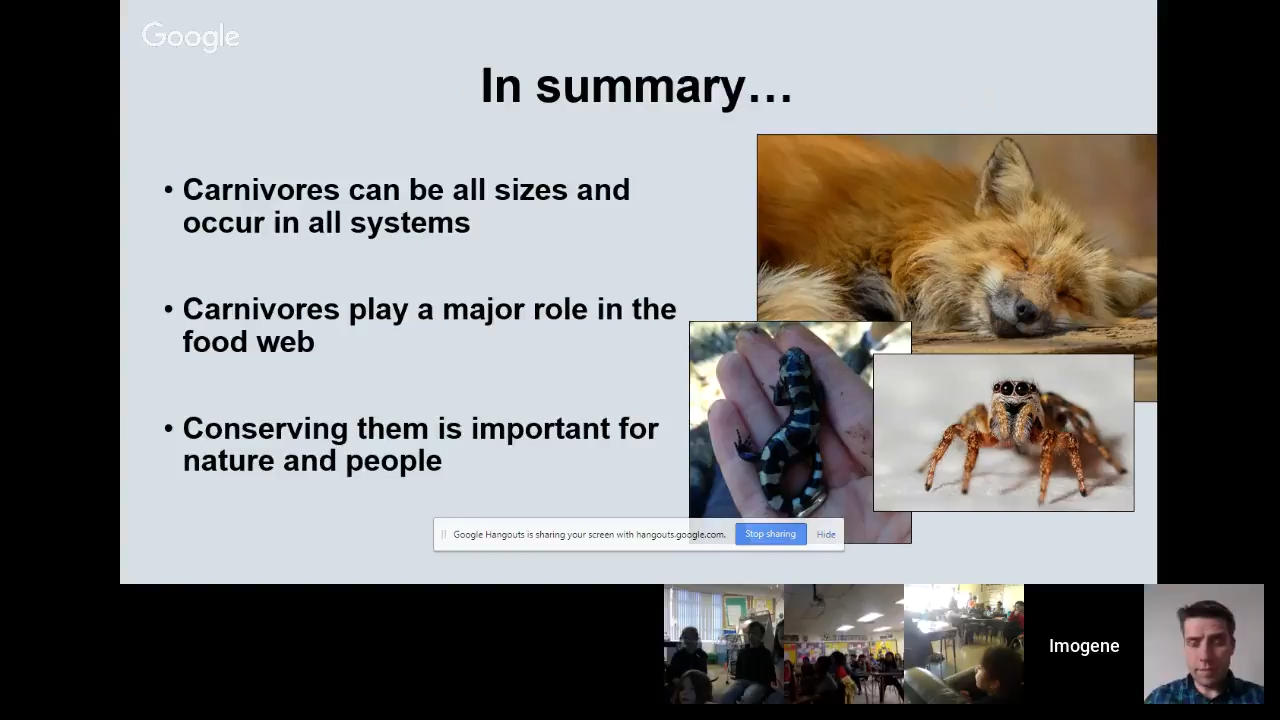 Google
In summary…
• Carnivores can be all sizes and
occur in all systems
• Carnivores play a major role in the
food web
• Conserving them is important for
nature and people
Google Hangouts is sharing your screen with hangouts.google.com.
Stop sharing
Hide
Imogene